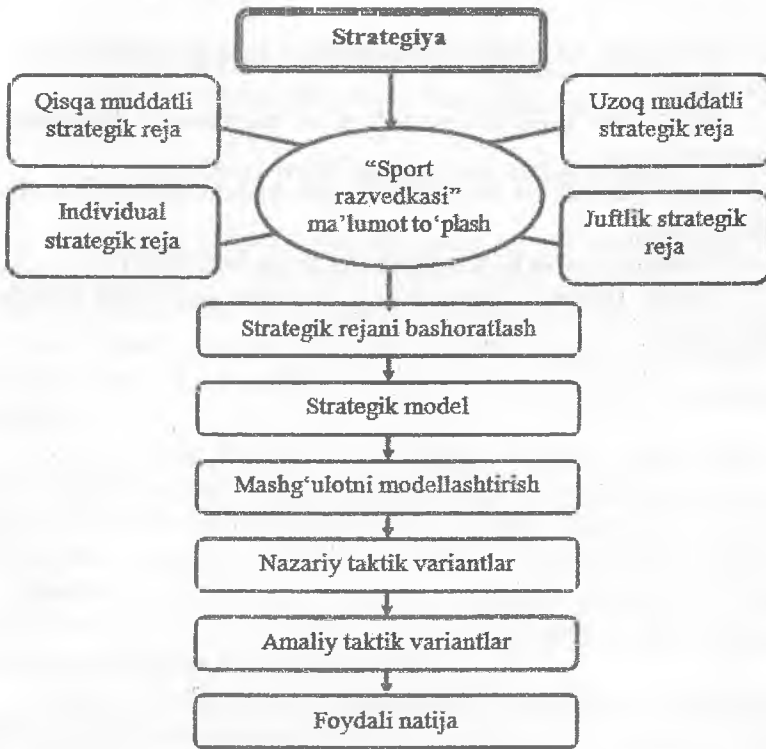 Strategiya
Qisqa muddatli
strategik reja
Uzoq muddatli
strategik reja
“Sport
razvedkasi”
ma’lumot to‘plash
Individual
strategik reja
Juftlik strategik
reja
Strategik rejani bashoratlash
Strategik model
Mashg‘ulotni modellashtirish
Nazariy taktik variantlar
Amaliy taktik variantlar
Foydali natija